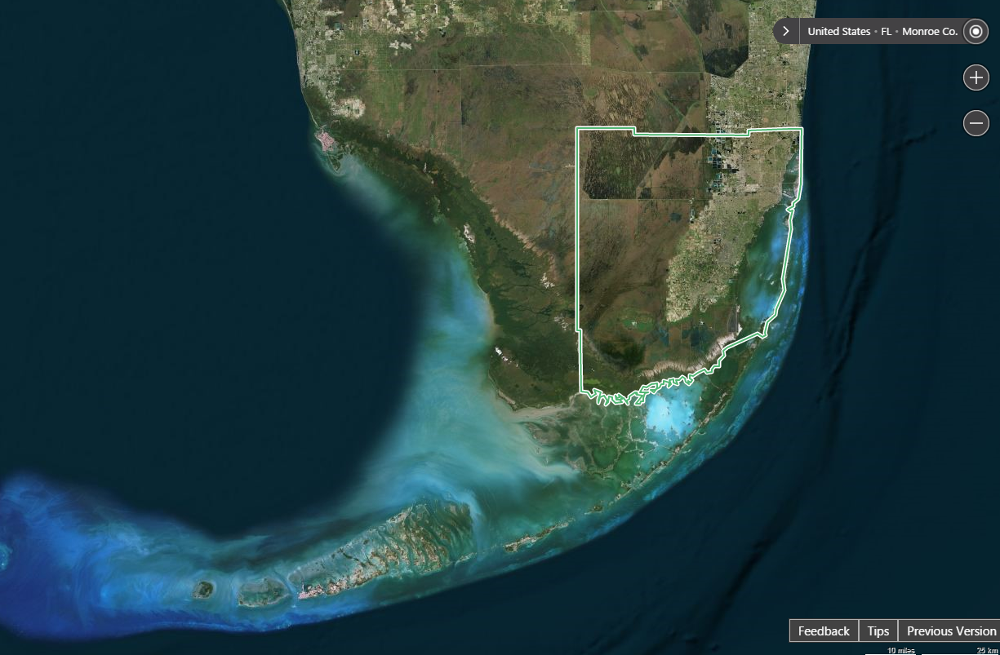 United States • FL • Monroe Co.
Feedback Tips Previous Version
10 miles 25 km